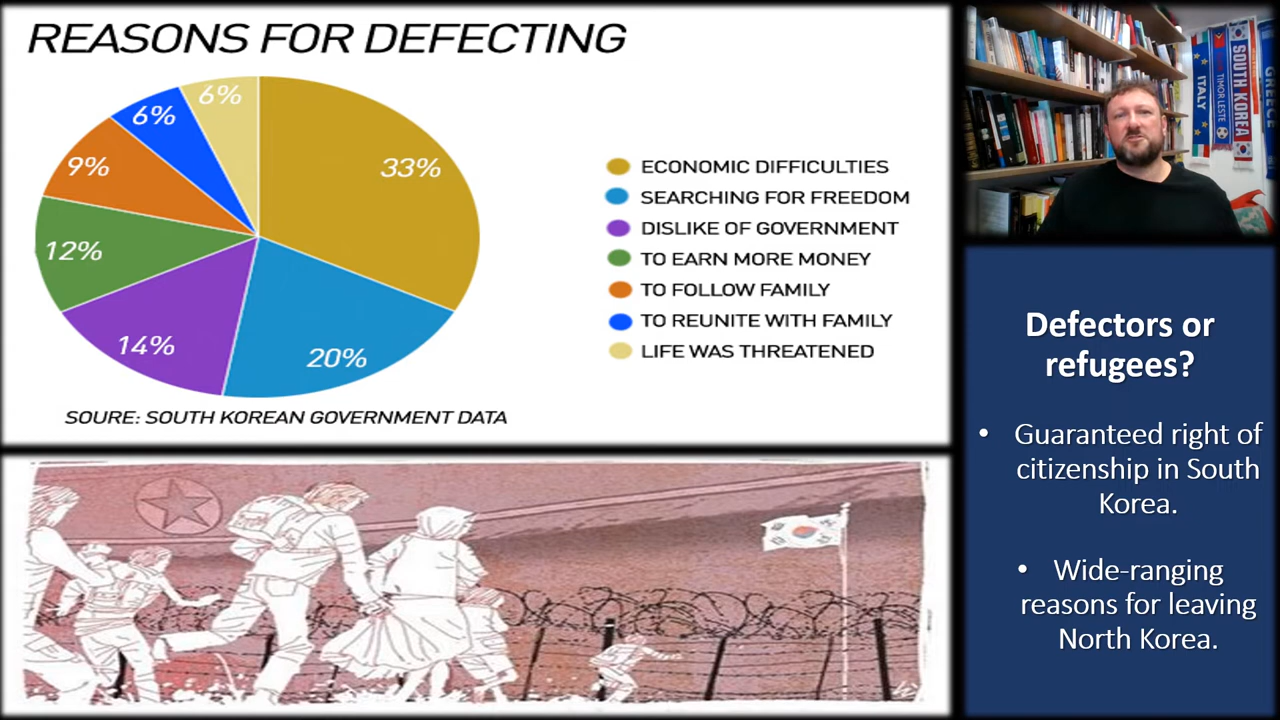 REASONS FOR DEFECTING
33%
20%
14%
12%
9%
6%
6%
ECONOMIC DIFFICULTIES
SEARCHING FOR FREEDOM
DISLIKE OF GOVERNMENT
TO EARN MORE MONEY
TO FOLLOW FAMILY
TO REUNITE WITH FAMILY
LIFE WAS THREATENED
SOURE: SOUTH KOREAN GOVERNMENT DATA
ITALY
TIMOR LESTE
SOUTH KOREA
GREECE
Defectors or
refugees?
• Guaranteed right of
citizenship in South
Korea.
• Wide-ranging
reasons for leaving
North Korea.